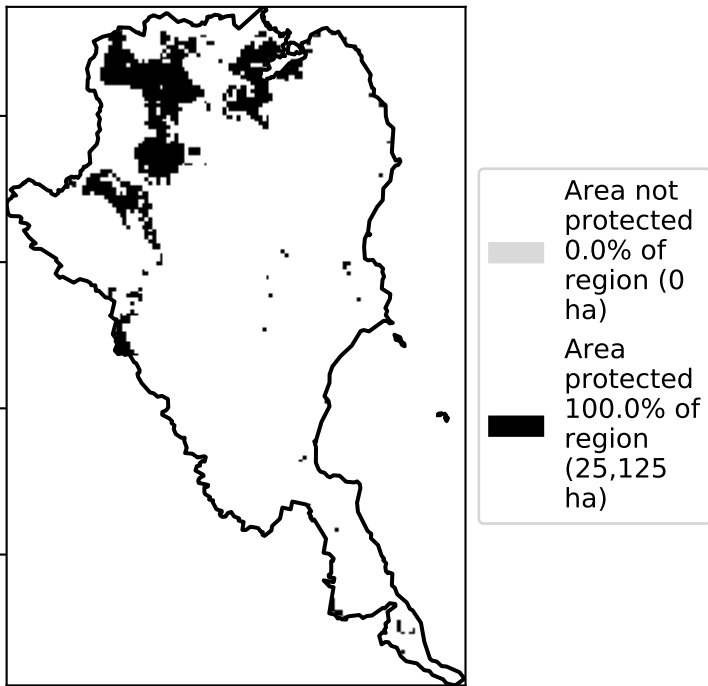 Area not
protected
0.0% of
region (0
ha)
Area
protected
100.0% of
region
(25,125
ha)